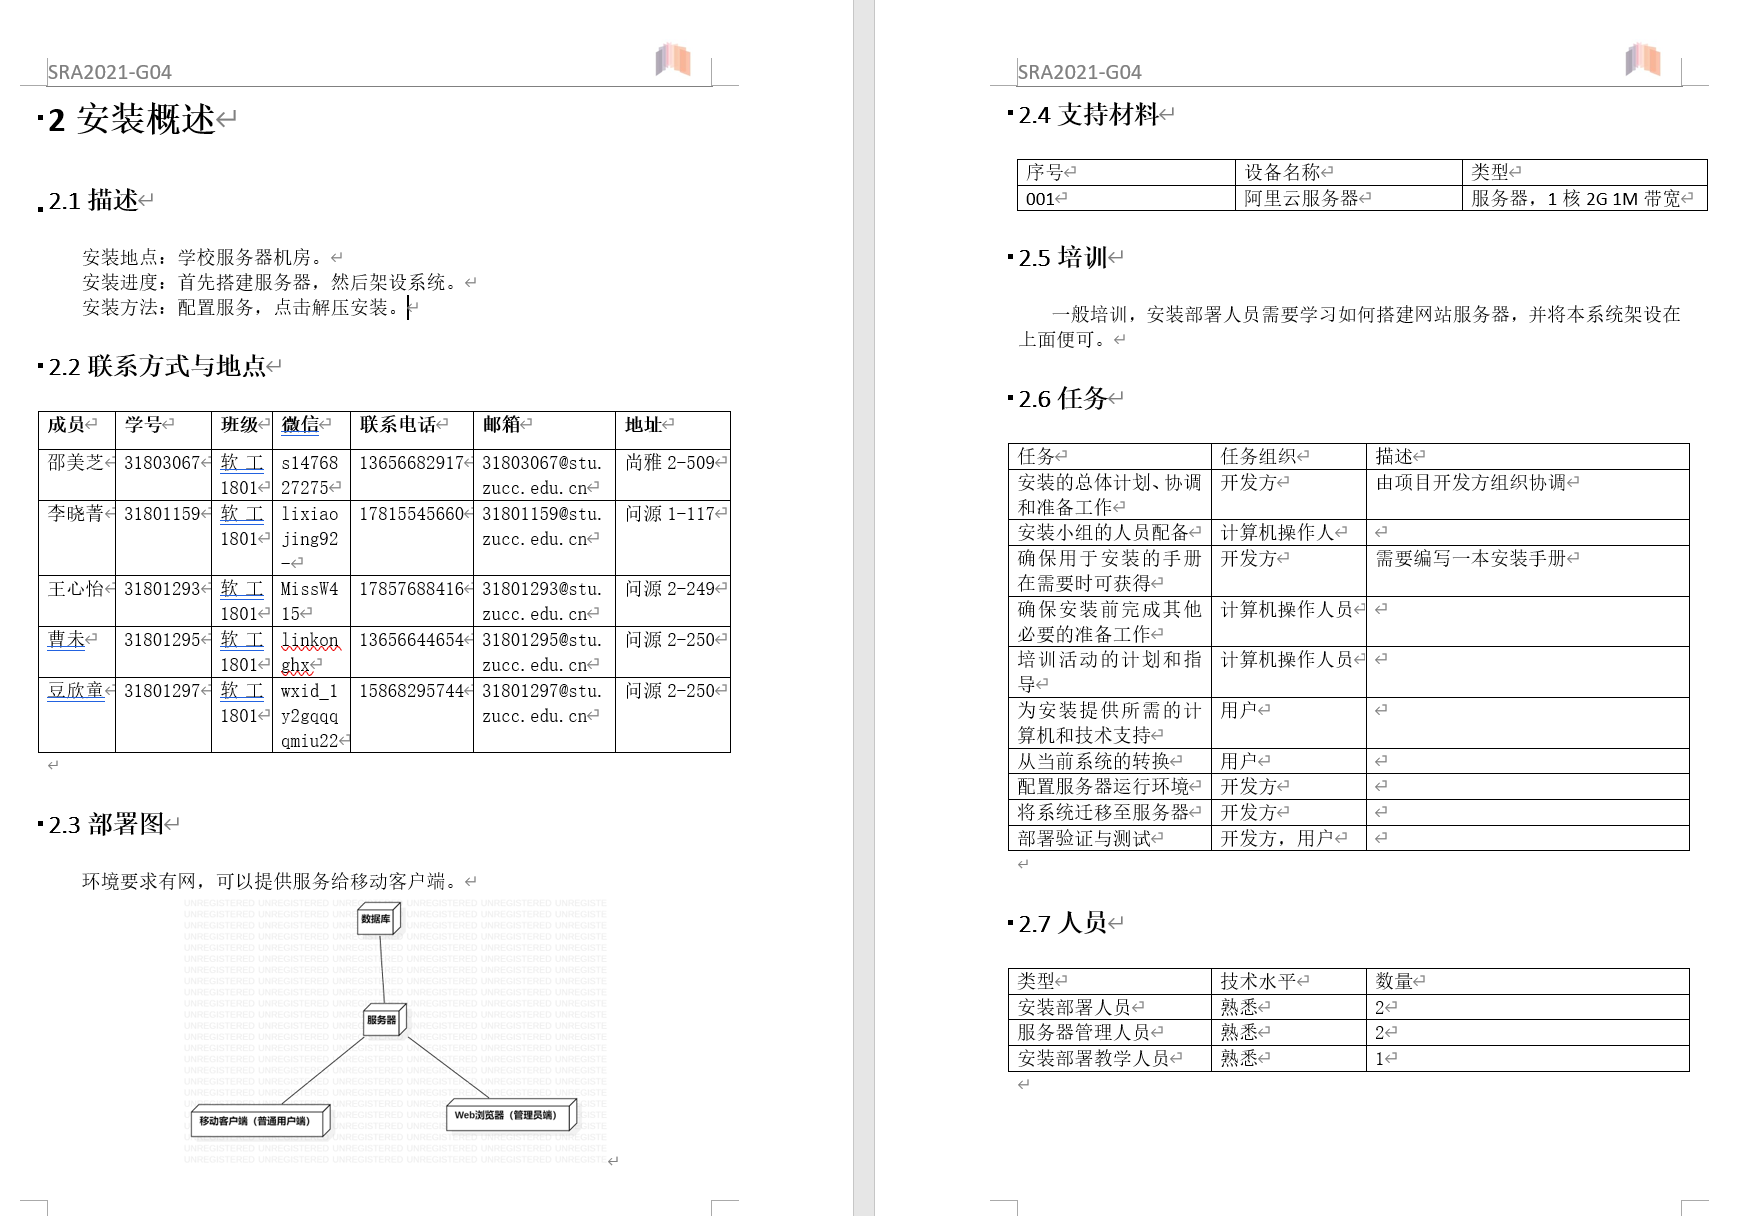 SRA2021-G04
2 安装概述
2.1 描述
安装地点：学校服务器机房。
安装进度：首先搭建服务器，然后架设系统。
安装方法：配置服务，点击解压安装。
2.2 联系方式与地点
成员 学号 班级 微信 联系电话 邮箱 地址
邵美芝 31803067 软 工 s14768 13656682917 31803067@stu. 尚雅 2-509
1801 27275 zucc.edu.cn
李晓菁 31801159 软 工 lixiao 17815545660 31801159@stu. 问源 1-117
1801 jing92 zucc.edu.cn
-
王心怡 31801293 软 工 MissW4 17857688416 31801293@stu. 问源 2-249
1801 15 zucc.edu.cn
曹未 31801295 软 工 linkon 13656644654 31801295@stu. 问源 2-250
1801 ghx zucc.edu.cn
豆欣童 31801297 软 工 wxid_1 15868295744 31801297@stu. 问源 2-250
1801 y2gqqq zucc.edu.cn
qmiu22
2.3 部署图
环境要求有网，可以提供服务给移动客户端。
数据库
服务器
移动客户端（普通用户端）
Web浏览器（管理员端）
SRA2021-G04
2.4 支持材料
序号 设备名称 类型
001 阿里云服务器 服务器，1 核 2G 1M 带宽
2.5 培训
一般培训，安装部署人员需要学习如何搭建网站服务器，并将本系统架设在
上面便可。
2.6 任务
任务 任务组织 描述
安装的总体计划、协调 开发方 由项目开发方组织协调
和准备工作
安装小组的人员配备 计算机操作人
确保用于安装的手册 开发方 需要编写一本安装手册
在需要时可获得
确保安装前完成其他 计算机操作人员
必要的准备工作
培训活动的计划和指 计算机操作人员
导
为安装提供所需的计 用户
算机和技术支持
从当前系统的转换 用户
配置服务器运行环境 开发方
将系统迁移至服务器 开发方
部署验证与测试 开发方，用户
2.7 人员
类型 技术水平 数量
安装部署人员 熟悉 2
服务器管理人员 熟悉 2
安装部署教学人员 熟悉 1